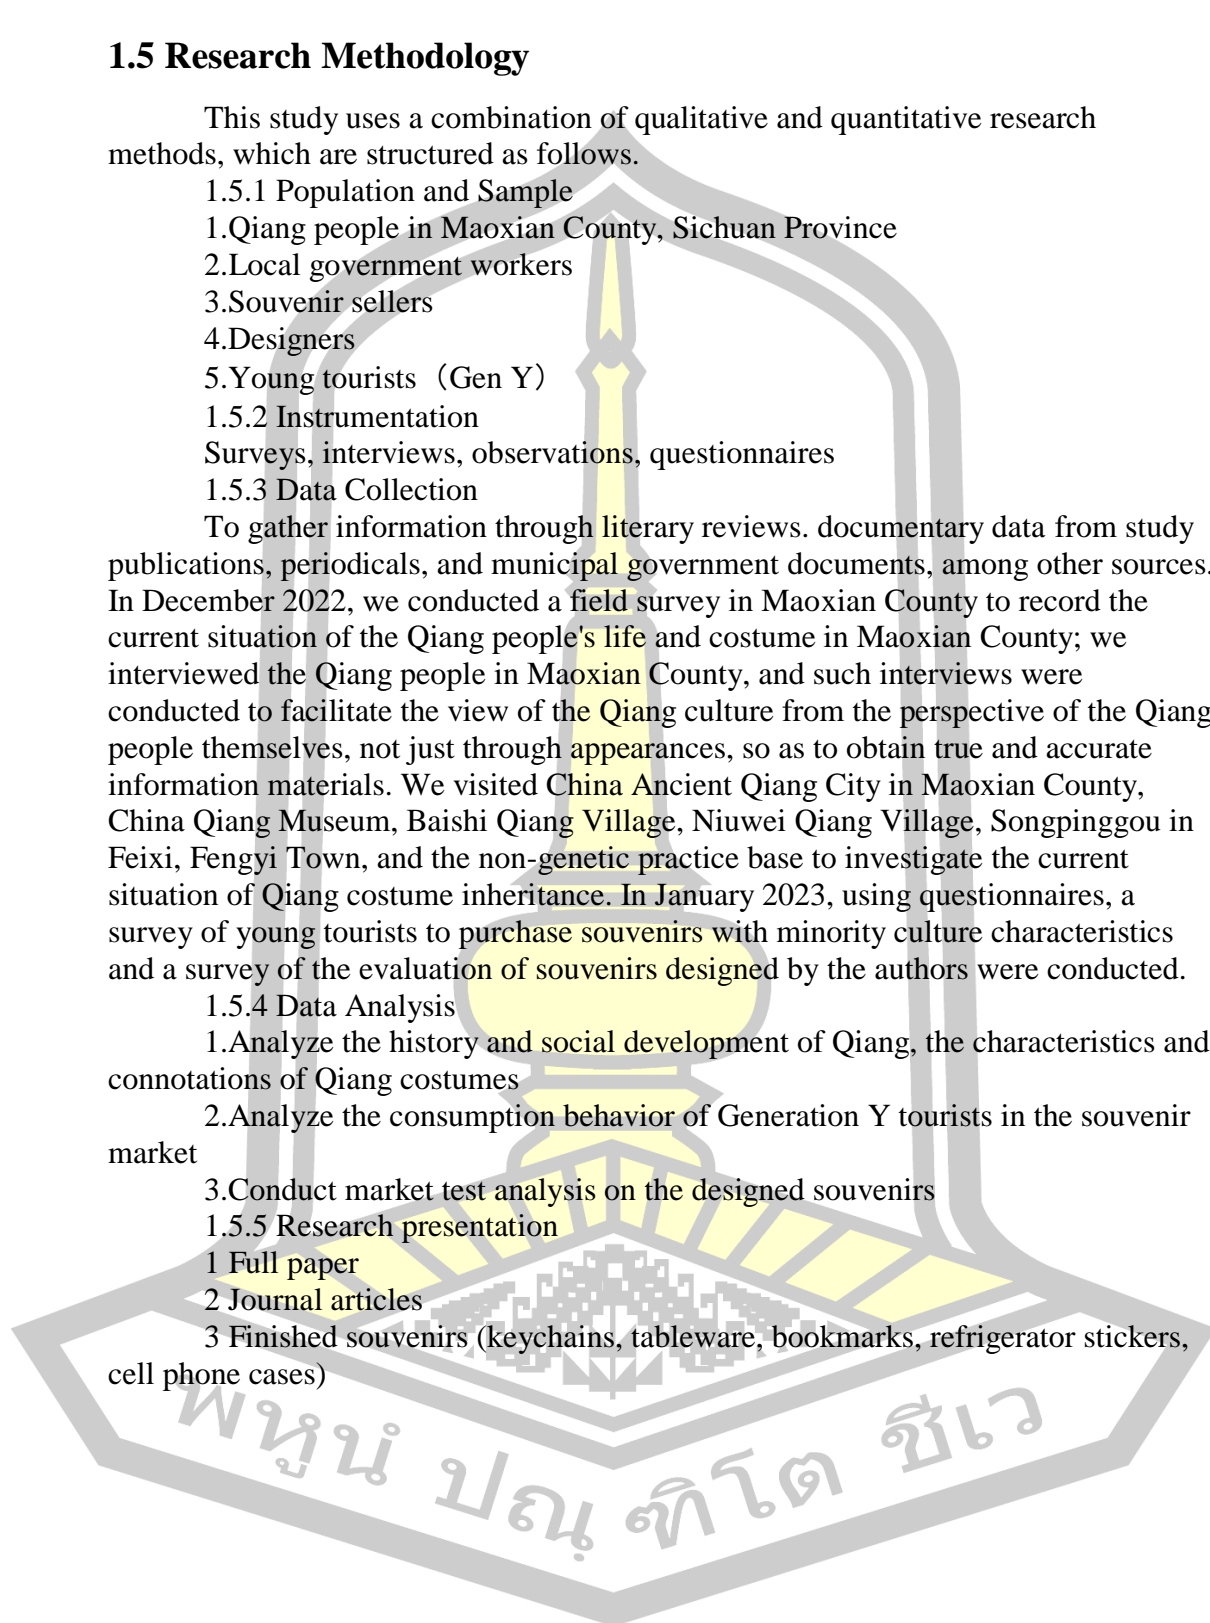 1.5 Research Methodology
This study uses a combination of qualitative and quantitative research
methods, which are structured as follows.
1.5.1 Population and Sample
1.Qiang people in Maoxian County, Sichuan Province
2.Local government workers
3.Souvenir sellers
4.Designers
5.Young tourists（Gen Y）
1.5.2 Instrumentation
Surveys, interviews, observations, questionnaires
1.5.3 Data Collection
To gather information through literary reviews. documentary data from study
publications, periodicals, and municipal government documents, among other sources.
In December 2022, we conducted a field survey in Maoxian County to record the
current situation of the Qiang people's life and costume in Maoxian County; we
interviewed the Qiang people in Maoxian County, and such interviews were
conducted to facilitate the view of the Qiang culture from the perspective of the Qiang
people themselves, not just through appearances, so as to obtain true and accurate
information materials. We visited China Ancient Qiang City in Maoxian County,
China Qiang Museum, Baishi Qiang Village, Niuwei Qiang Village, Songpinggou in
Feixi, Fengyi Town, and the non-genetic practice base to investigate the current
situation of Qiang costume inheritance. In January 2023, using questionnaires, a
survey of young tourists to purchase souvenirs with minority culture characteristics
and a survey of the evaluation of souvenirs designed by the authors were conducted.
1.5.4 Data Analysis
1.Analyze the history and social development of Qiang, the characteristics and
connotations of Qiang costumes
2.Analyze the consumption behavior of Generation Y tourists in the souvenir
market
3.Conduct market test analysis on the designed souvenirs
1.5.5 Research presentation
1 Full paper
2 Journal articles
3 Finished souvenirs (keychains, tableware, bookmarks, refrigerator stickers,
cell phone cases)
พหูนํ ปณฺฑิโต ชีเว